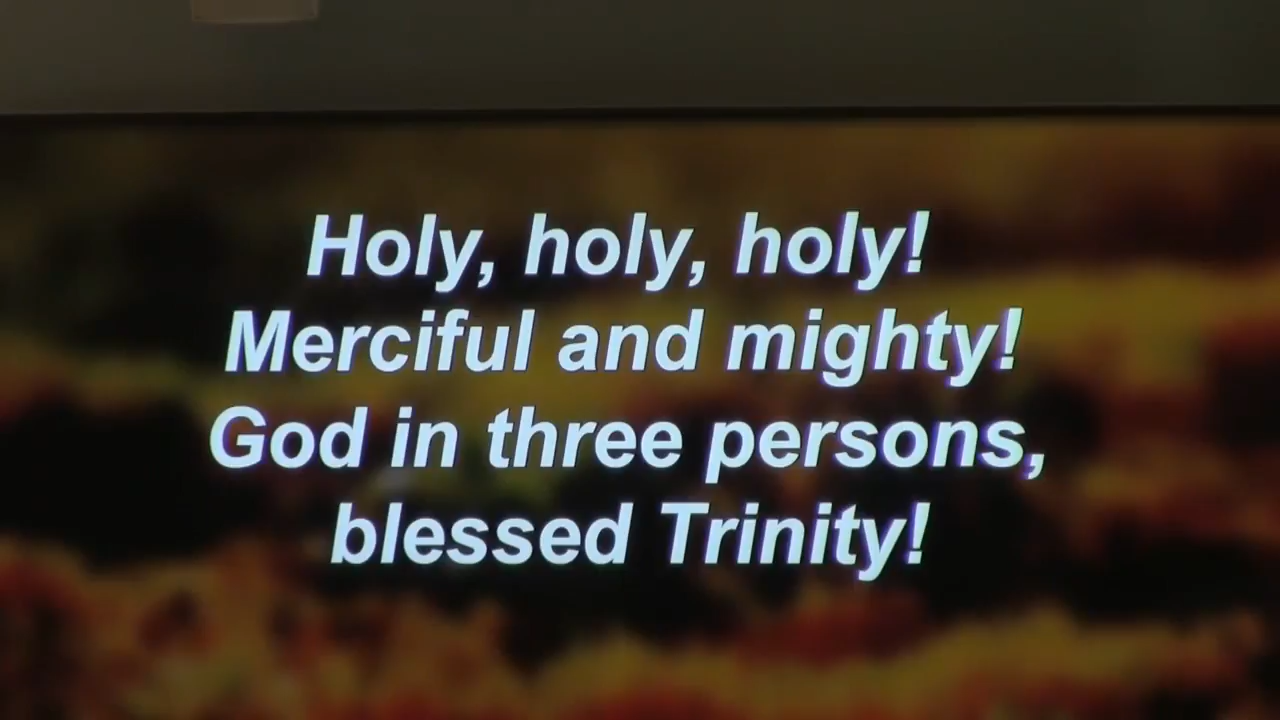 Holy, holy, holy!
Merciful and mighty!
God in three persons,
blessed Trinity!